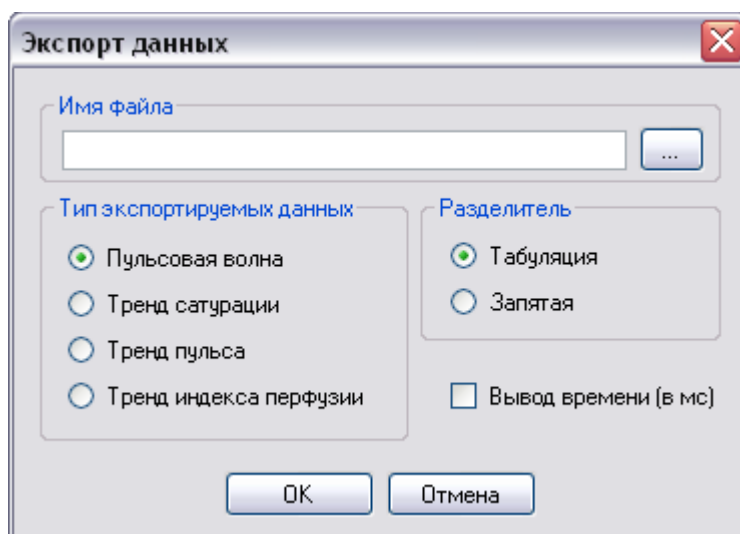 Экспорт данных
Имя файла
...
Тип экспортируемых данных
Пульсовая волна
Тренд сатурации
Тренд пульса
Тренд индекса перфузии
Разделитель
Табуляция
Запятая
Вывод времени (в мс)
OK
Отмена